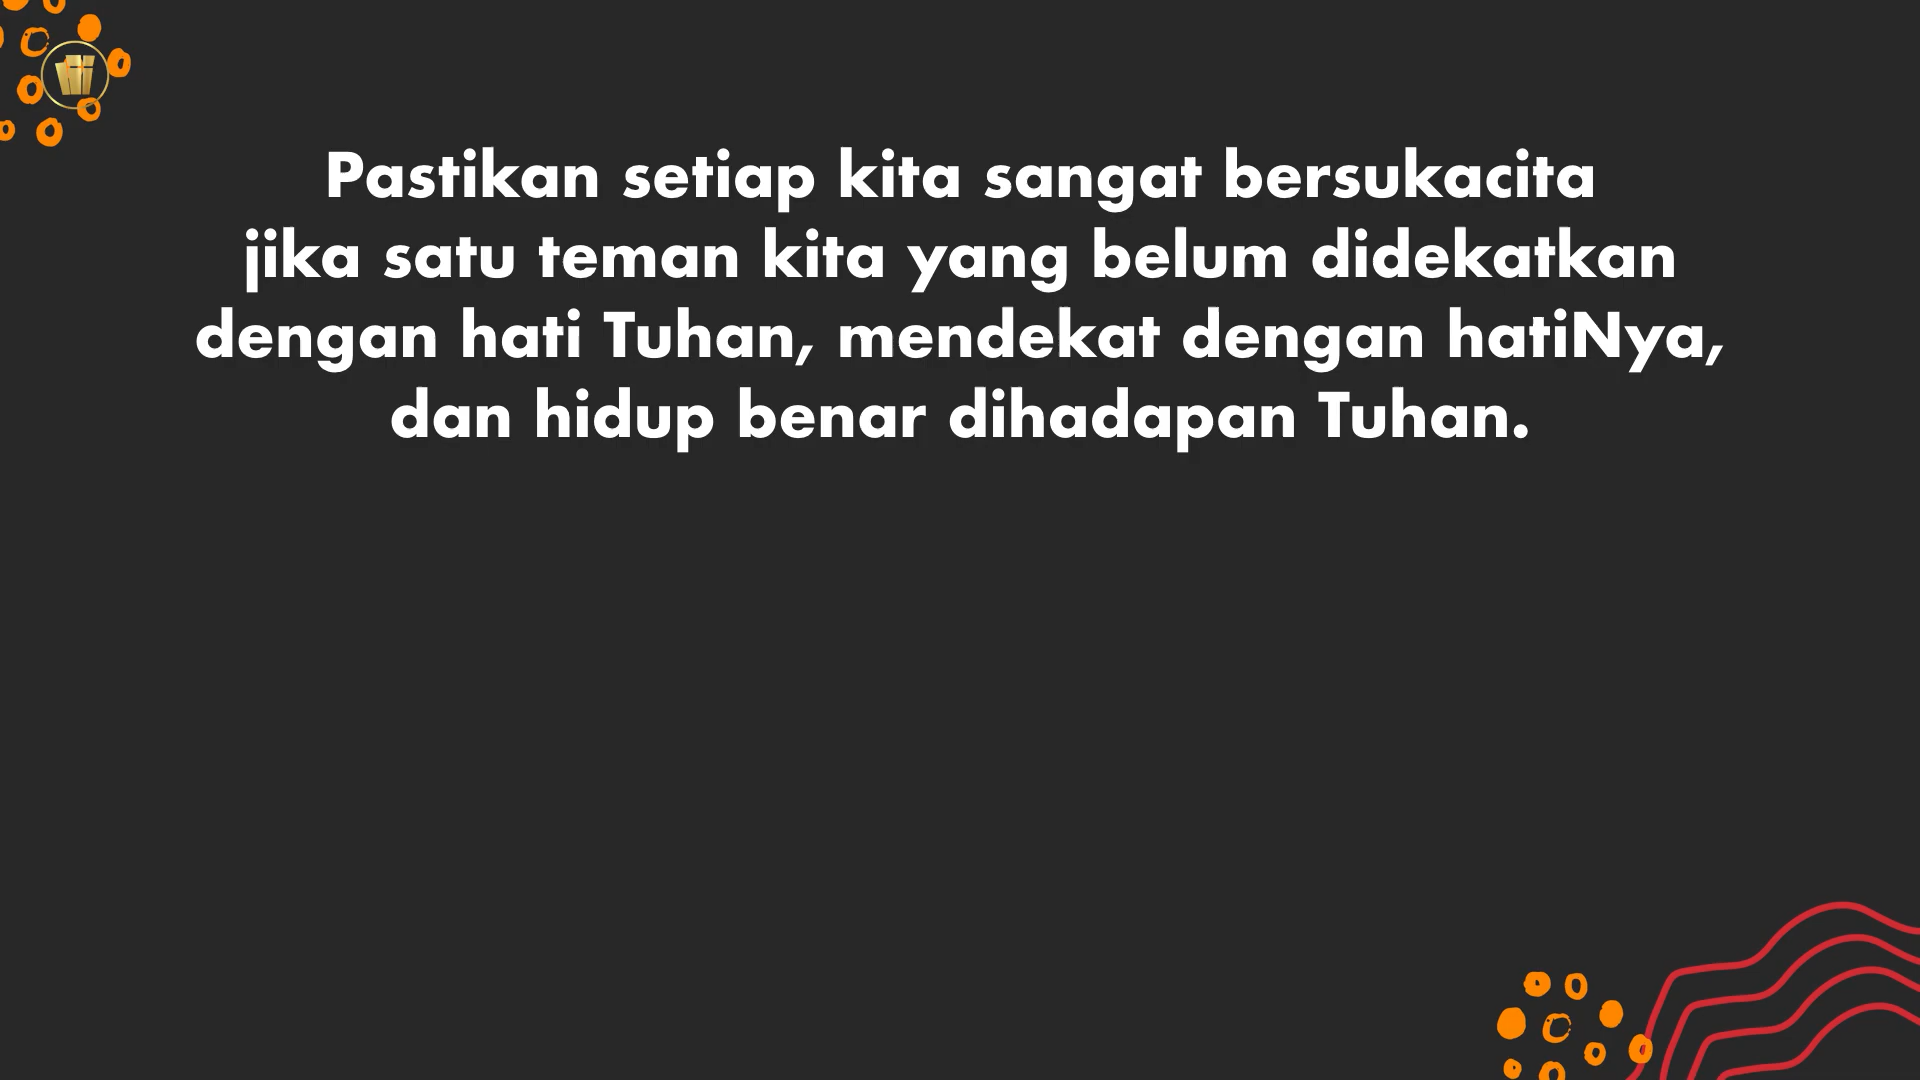 Pastikan setiap kita sangat bersukacita
jika satu teman kita yang belum didekatkan
dengan hati Tuhan, mendekat dengan hatiNya,
dan hidup benar dihadapan Tuhan.